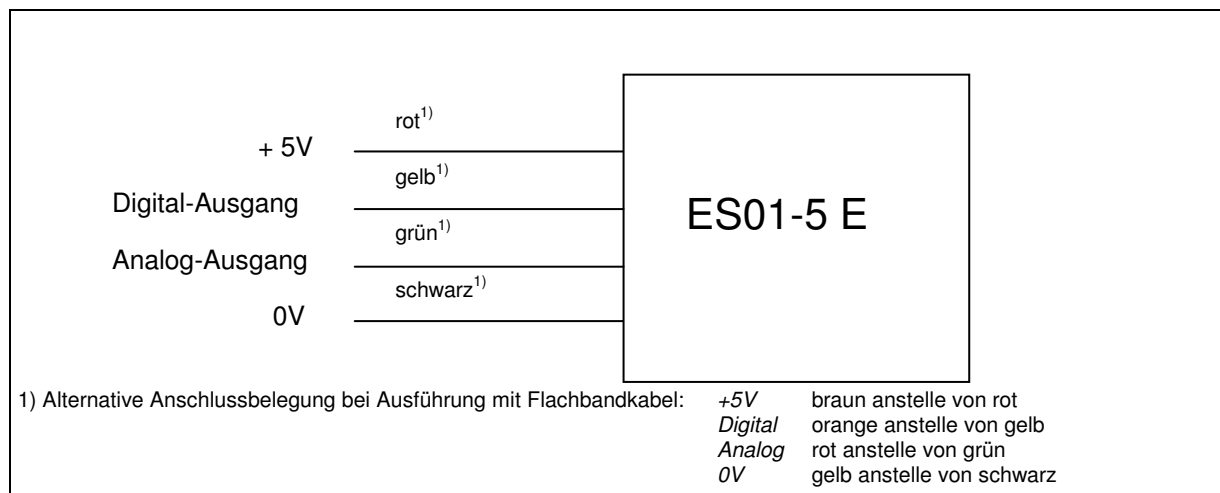 rot1)
+ 5V
gelb1)
Digital-Ausgang
ES01-5 E
grün1)
Analog-Ausgang
schwarz1)
0V
1) Alternative Anschlussbelegung bei Ausführung mit Flachbandkabel: +5V braun anstelle von rot
Digital orange anstelle von gelb
Analog rot anstelle von grün
0V gelb anstelle von schwarz